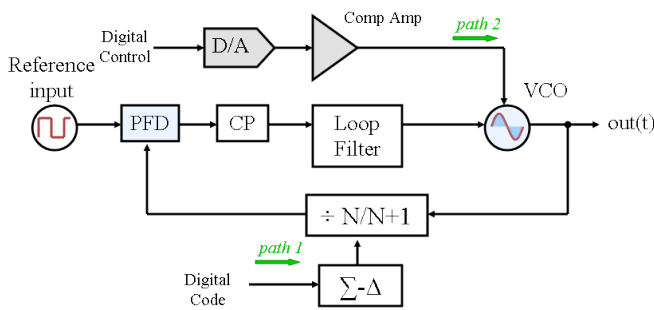 Comp Amp
path 2
Digital
Control
D/A
Reference
input
VCO
PFD
CP
Loop
Filter
out(t)
÷ N/N+1
path 1
Digital
Code
∑-Δ